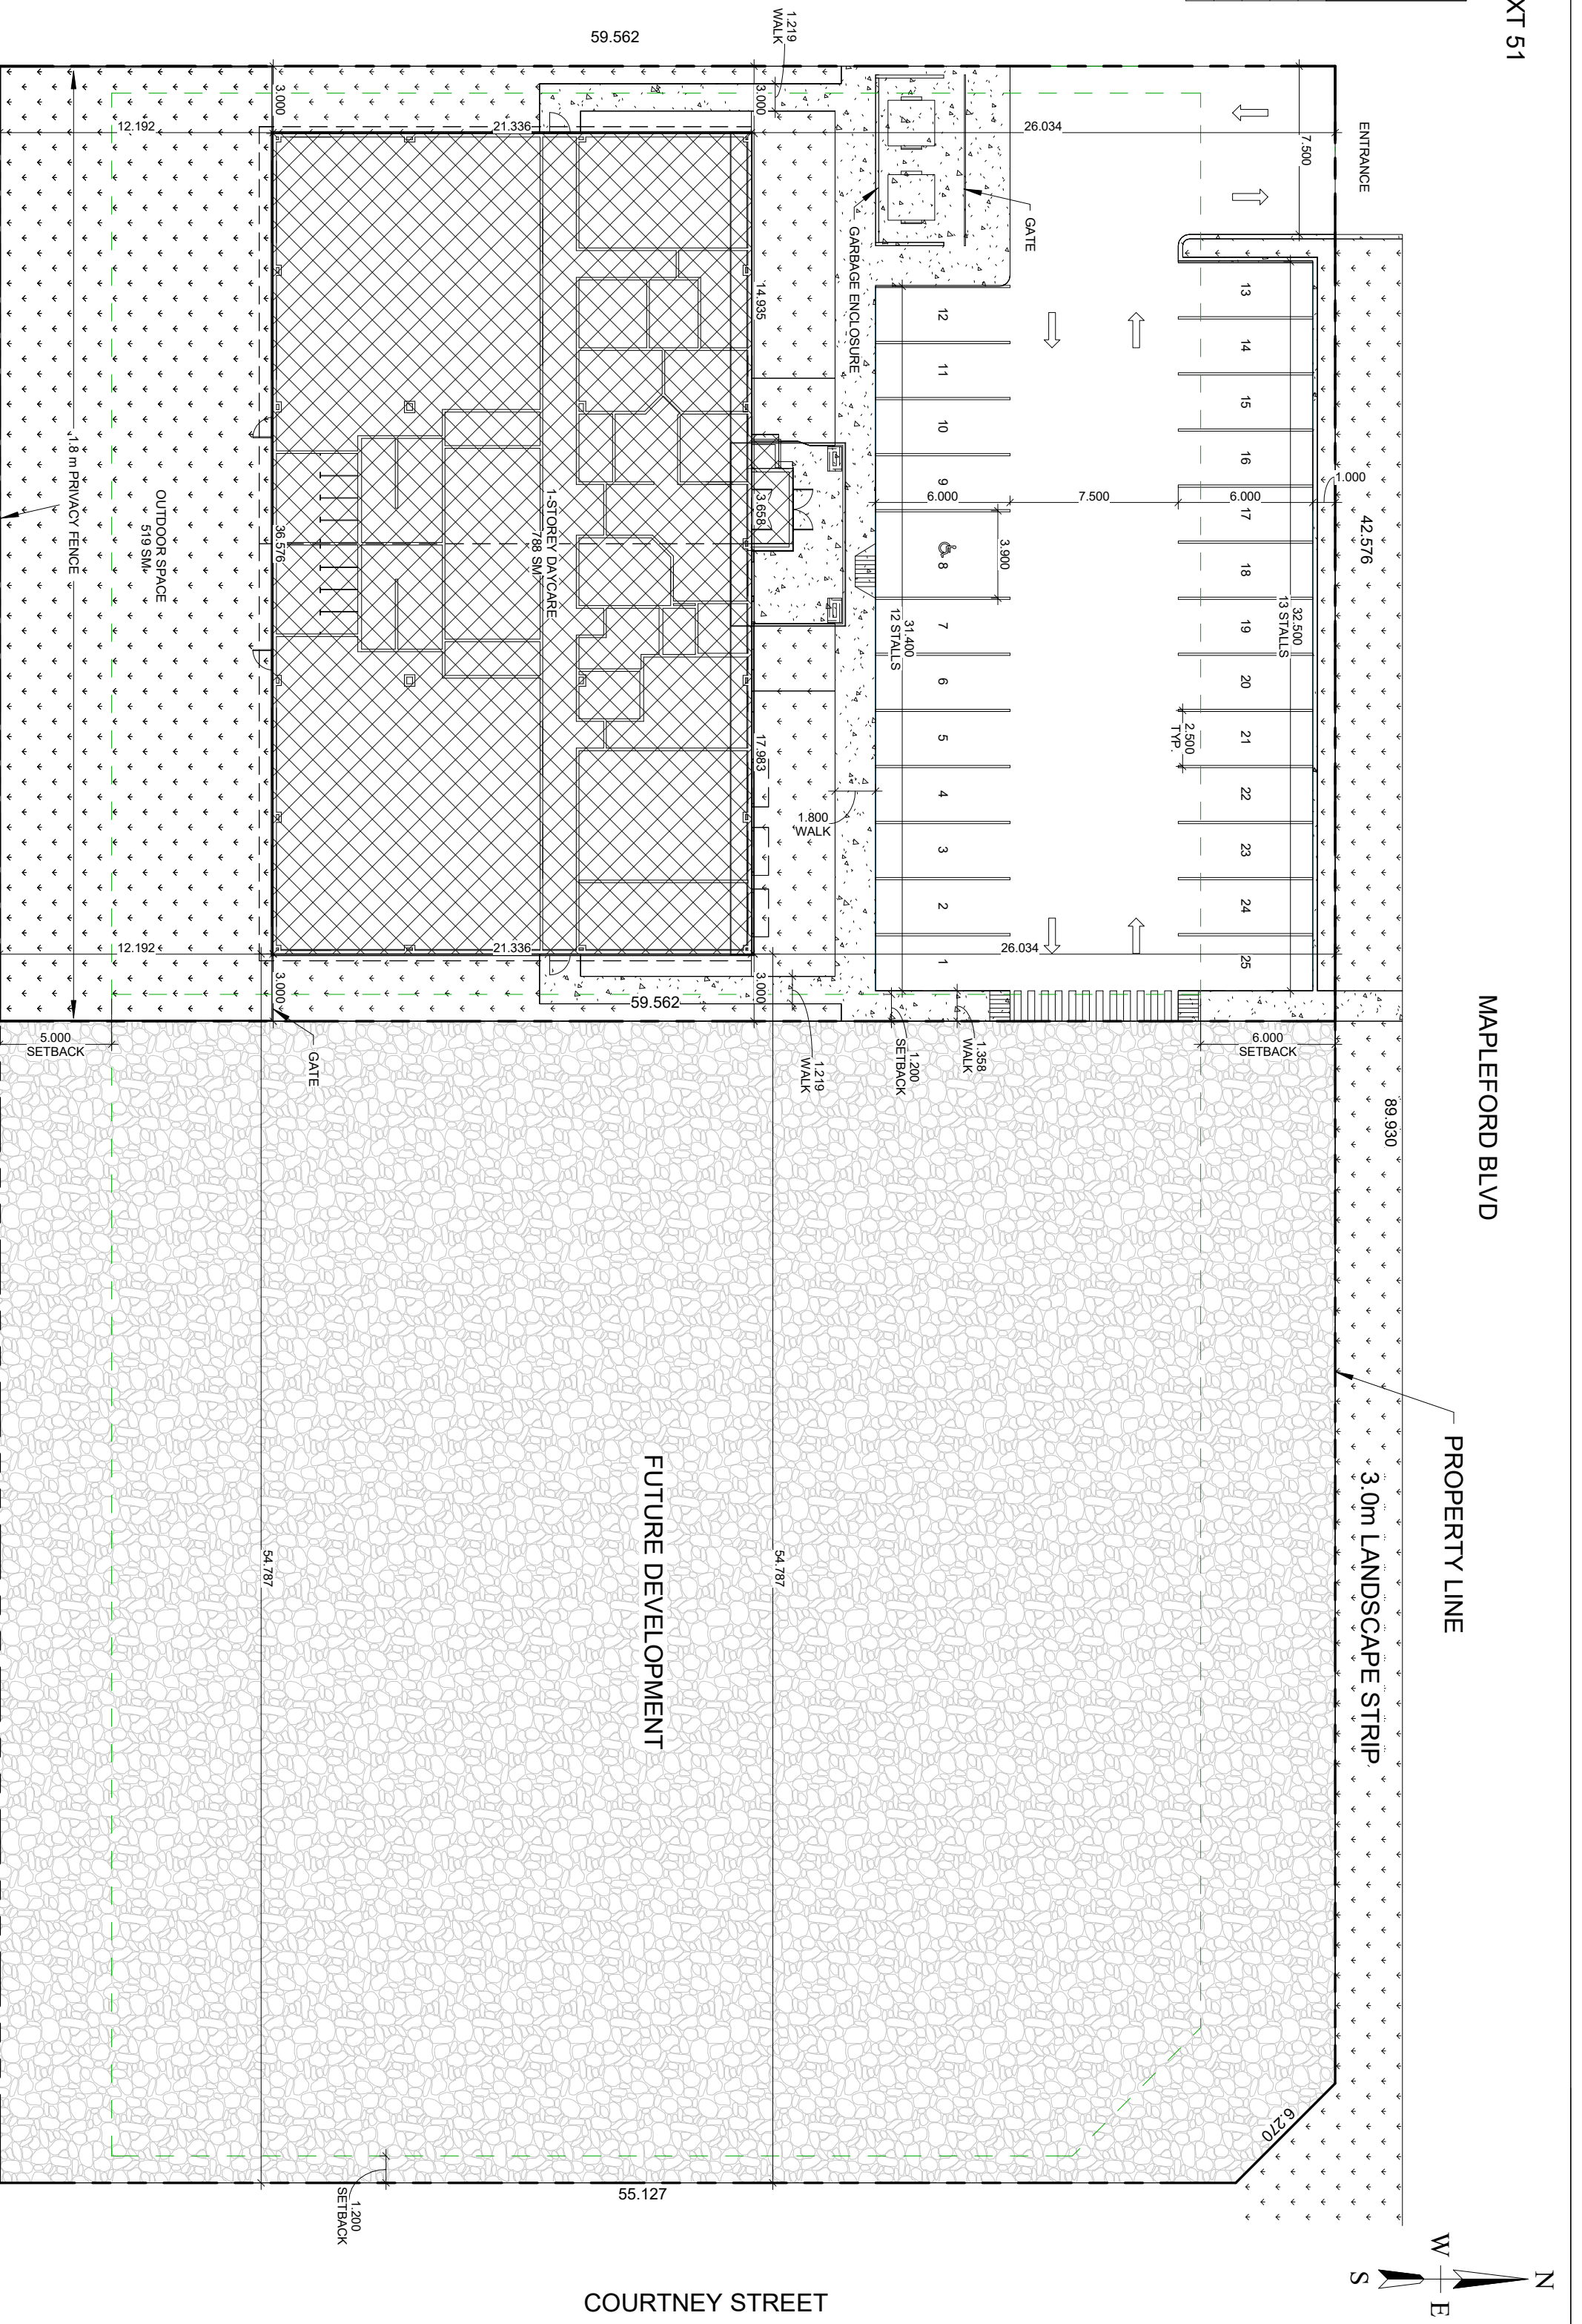 XT 51
MAPLEFORD BLVD
PROPERTY LINE
3.0m LANDSCAPE STRIP
N
W
E
S
ENTRANCE
42.576
89.930
1.000
7.500
32.500
13 STALLS
13
14
15
16
17
18
19
20
21
22
23
24
25
2.500
TYP.
6.000
7.500
6.000
6.000
SETBACK
6.270
26.034
26.034
GATE
GARBAGE ENCLOSURE
12
11
10
9
8
7
6
5
4
3
2
1
3.900
31.400
12 STALLS
1.358
WALK
1.200
SETBACK
1.800
WALK
1.219
WALK
1.219
WALK
3.000
14.935
3.658
17.983
3.000
59.562
59.562
21.336
21.336
1-STOREY DAYCARE
788 SM
54.787
FUTURE DEVELOPMENT
55.127
COURTNEY STREET
3.000
36.576
3.000
GATE
54.787
1.200
SETBACK
12.192
12.192
OUTDOOR SPACE
519 SM
1.8 m PRIVACY FENCE
5.000
SETBACK